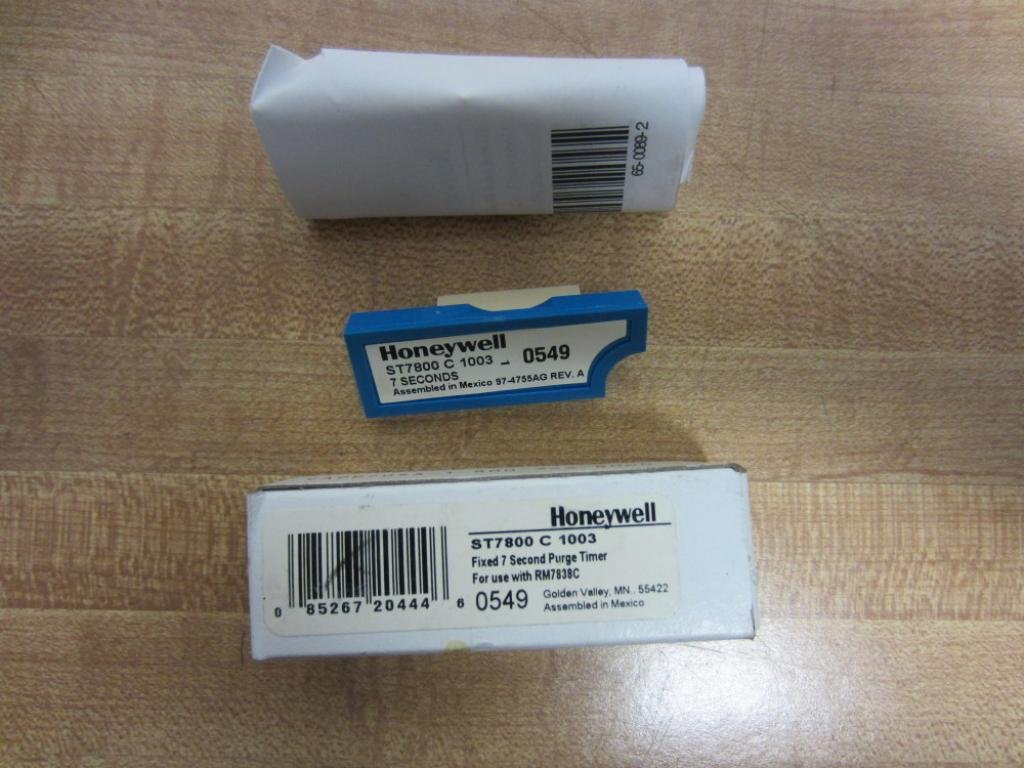 65-0089-2
Honeywell
ST7800 C 1003 - 0549
7 SECONDS
Assembled in Mexico 97-4755AG REV. A
Honeywell
ST7800 C 1003
Fixed 7 Second Purge Timer
For use with RM7838C
0549 Golden Valley, MN.. 55422
Assembled in Mexico
0 85267 20444 6